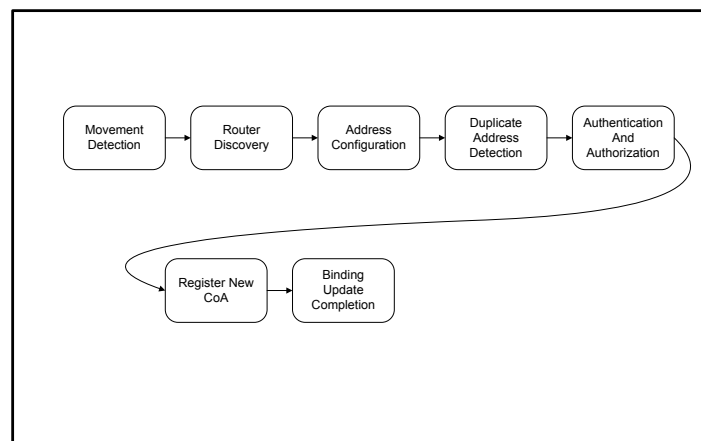 Movement
Detection
Router
Discovery
Address
Configuration
Duplicate
Address
Detection
Authentication
And
Authorization
Register New
CoA
Binding
Update
Completion